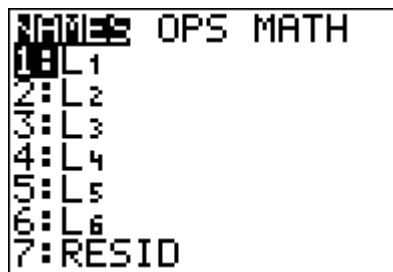 NAMES OPS MATH
1:L₁
2:L₂
3:L₃
4:L₄
5:L₅
6:L₆
7:RESID